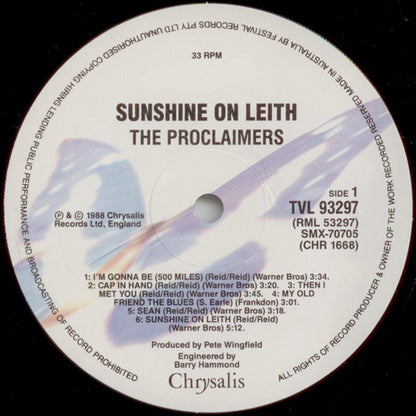 MADE IN AUSTRALIA BY FESTIVAL RECORDS PTY LTD UNAUTHORISED COPYING HIRING LENDING PUBLIC PERFORMANCE AND BROADCASTING OF RECORD PROHIBITED
ALL RIGHTS OF RECORD PRODUCER & OWNER OF THE WORK RECORDED RESERVED
33 RPM
SUNSHINE ON LEITH
THE PROCLAIMERS
℗ & © 1988 Chrysalis
Records Ltd, England
SIDE 1
TVL 93297
(RML 53297)
SMX-70705
(CHR 1668)
1: I'M GONNA BE (500 MILES) (Reid/Reid) (Warner Bros) 3:34.
2: CAP IN HAND (Reid/Reid) (Warner Bros) 3:20. 3: THEN I
MET YOU (Reid/Reid) (Warner Bros) 3:45. 4: MY OLD
FRIEND THE BLUES (S. Earle) (Frankdon) 3:01.
5: SEAN (Reid/Reid) (Warner Bros) 3:15.
6: SUNSHINE ON LEITH (Reid/Reid)
(Warner Bros) 5:12.
Produced by Pete Wingfield
Engineered by
Barry Hammond
Chrysalis